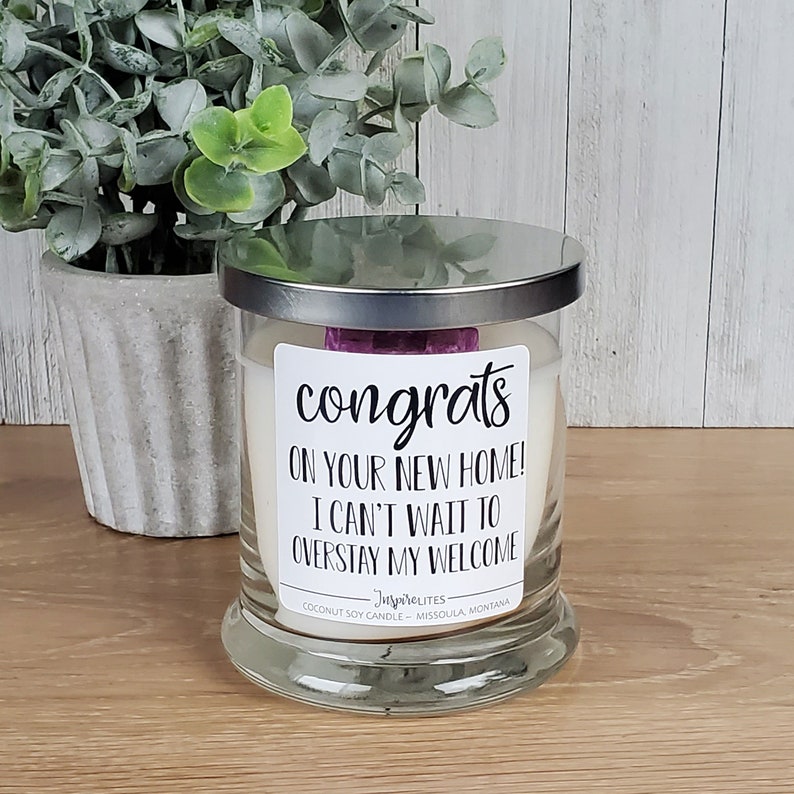 congrats
ON YOUR NEW HOME!
I CAN'T WAIT TO
OVERSTAY MY WELCOME
InspireLITES
COCONUT SOY CANDLE – MISSOULA, MONTANA